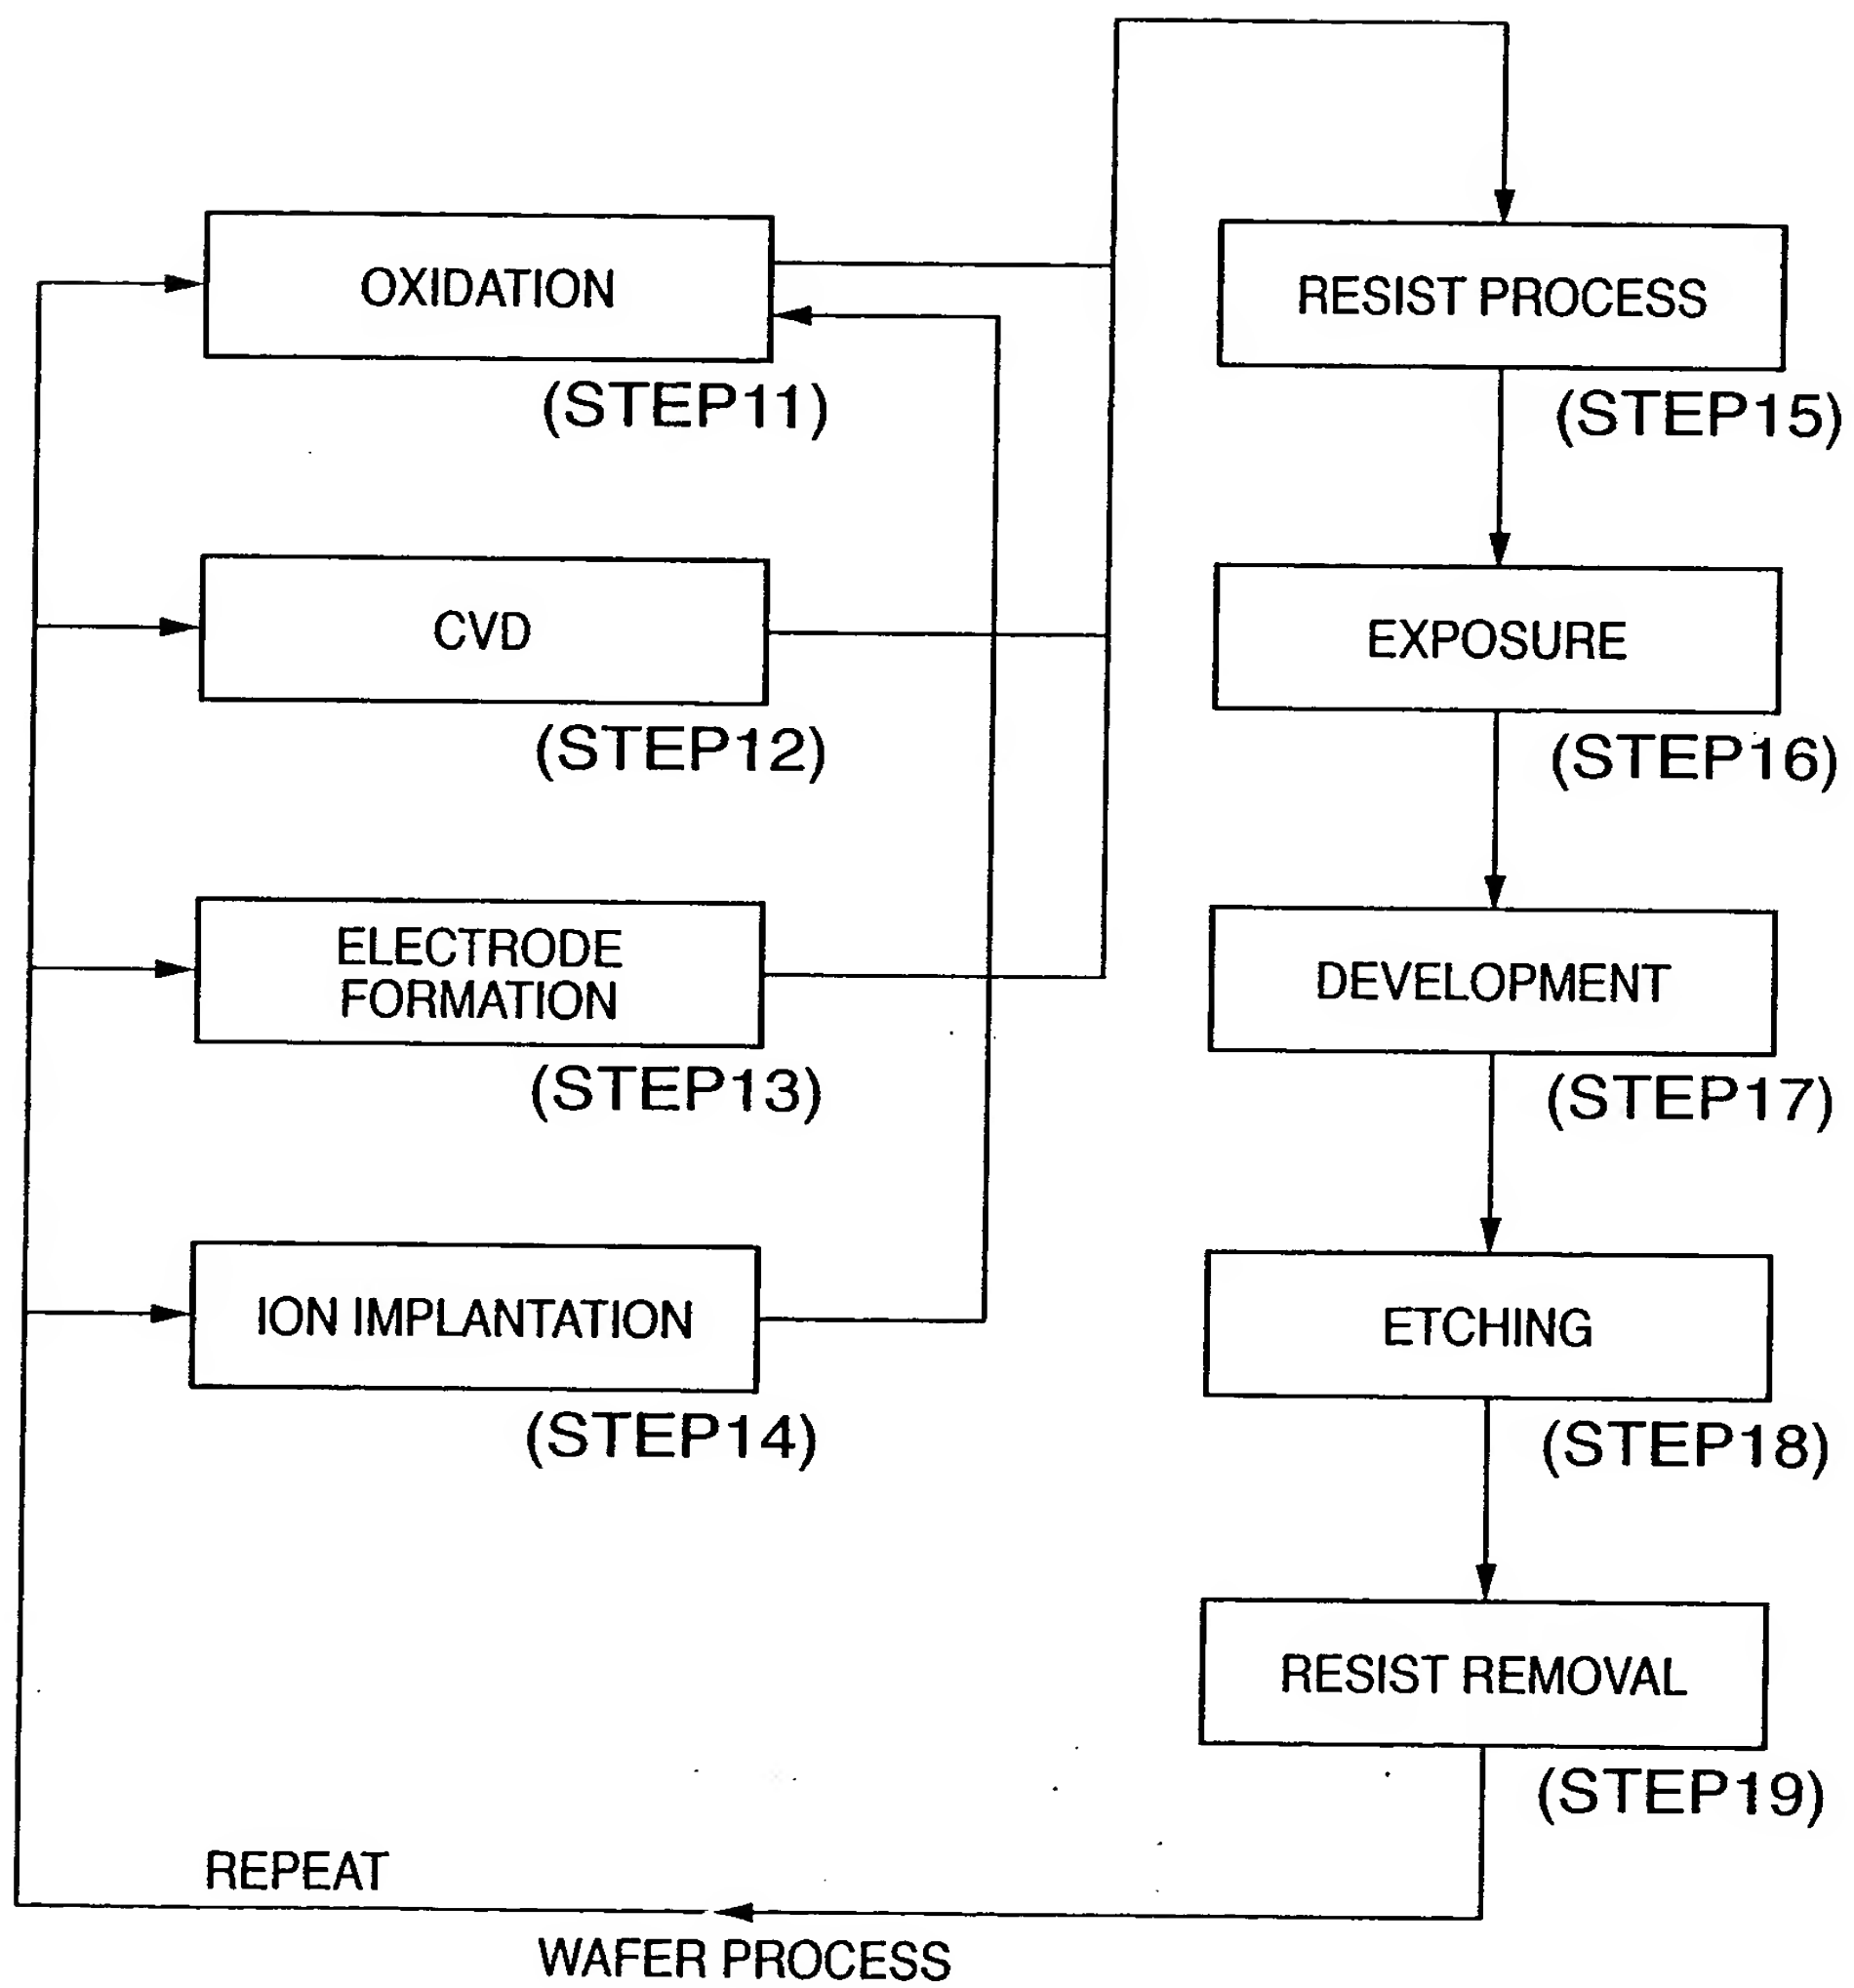 OXIDATION
(STEP11)
CVD
(STEP12)
ELECTRODE
FORMATION
(STEP13)
ION IMPLANTATION
(STEP14)
RESIST PROCESS
(STEP15)
EXPOSURE
(STEP16)
DEVELOPMENT
(STEP17)
ETCHING
(STEP18)
RESIST REMOVAL
(STEP19)
REPEAT
WAFER PROCESS